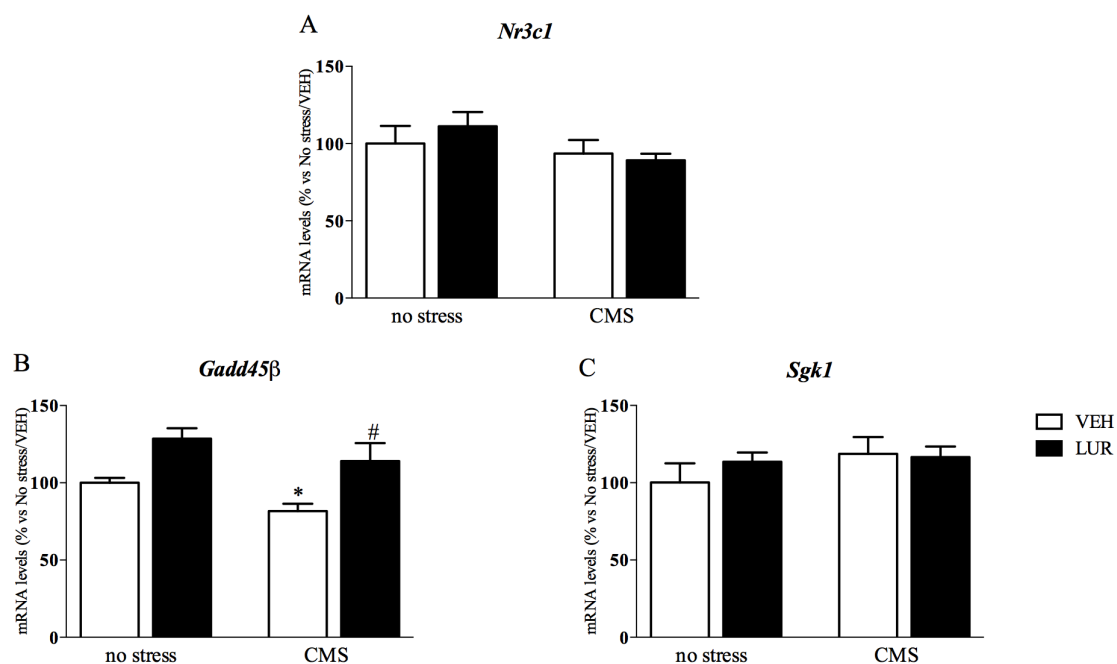 A
Nr3c1
mRNA levels (% vs No stress/VEH)
150
100
50
0
no stress CMS
B
Gadd45β
mRNA levels (% vs No stress/VEH)
150
100
50
0
#
*
no stress CMS
C
Sgk1
mRNA levels (% vs No stress/VEH)
150
100
50
0
no stress CMS
VEH
LUR